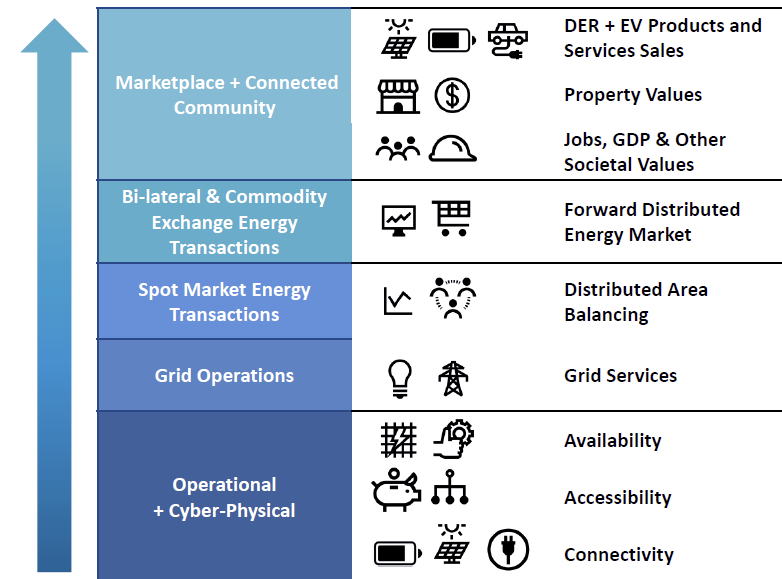 Marketplace + Connected
Community
DER + EV Products and
Services Sales
Property Values
Jobs, GDP & Other
Societal Values
Bi-lateral & Commodity
Exchange Energy
Transactions
Forward Distributed
Energy Market
Spot Market Energy
Transactions
Distributed Area
Balancing
Grid Operations
Grid Services
Operational
+ Cyber-Physical
Availability
Accessibility
Connectivity